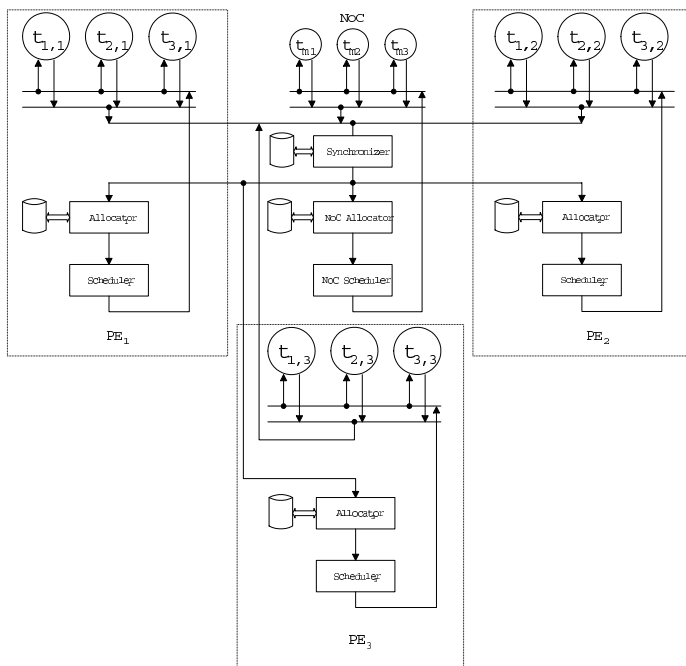 NoC
t1,1 t2,1 t3,1 tm1 tm2 tm3 t1,2 t2,2 t3,2
Synchronizer
Allocator NoC Allocator Allocator
Scheduler NoC Scheduler Scheduler
PE1 PE2
t1,3 t2,3 t3,3
Allocator
Scheduler
PE3